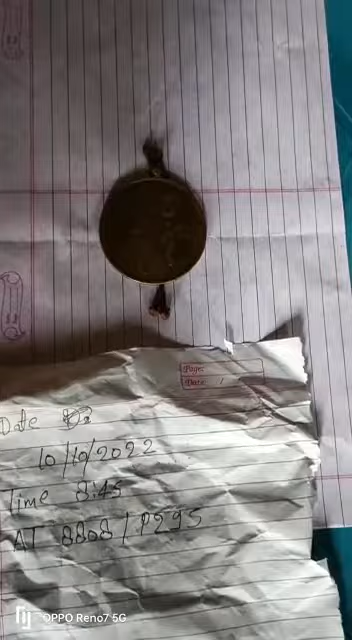 Page:
Date: /
Date
10/10/2022
Time 8:45
AT 8808 / P295
OPPO Reno7 5G